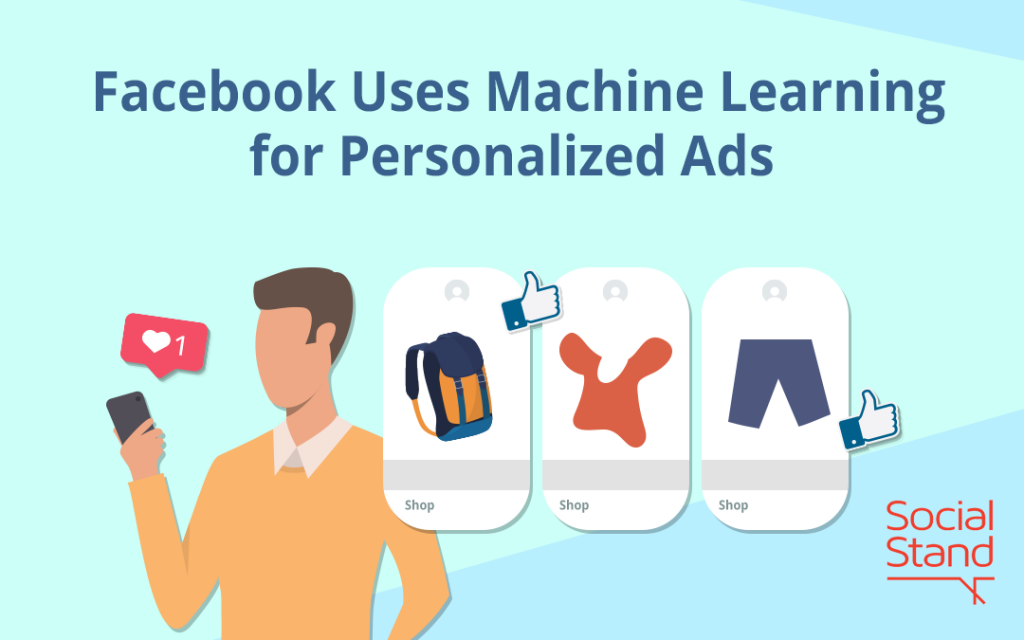 Facebook Uses Machine Learning
for Personalized Ads
1
Shop
Shop
Shop
Social
Stand